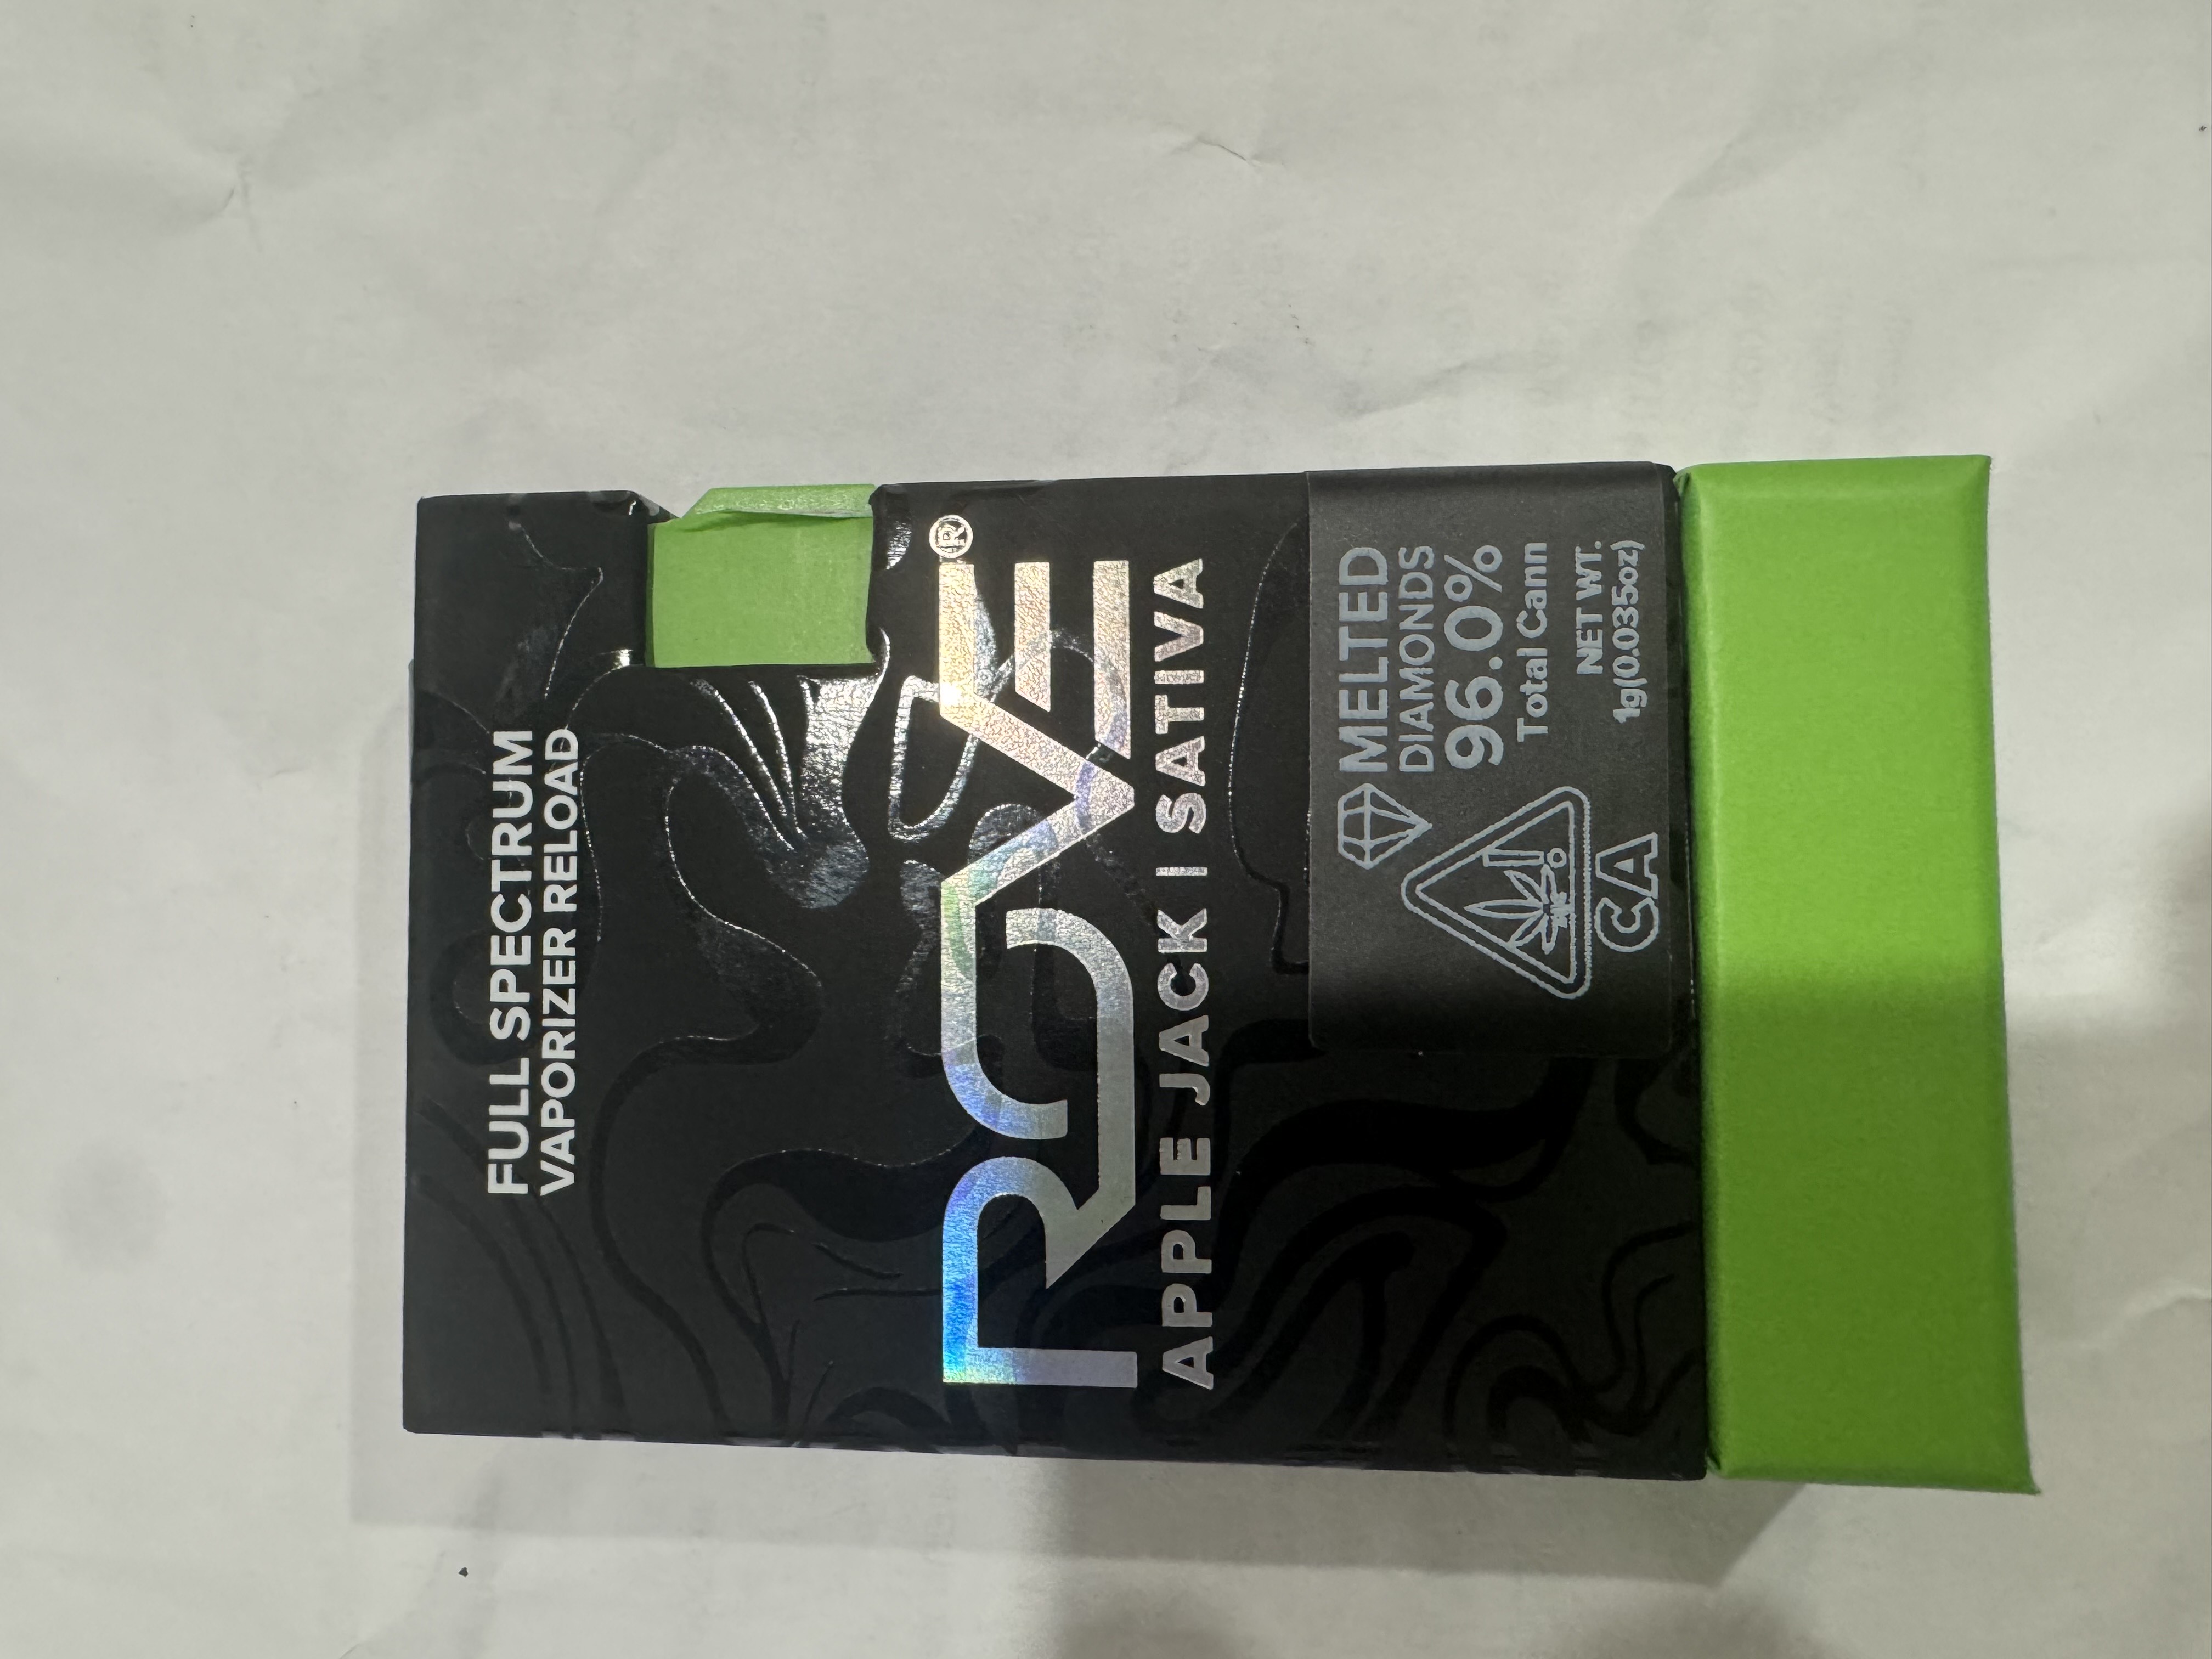 FULL SPECTRUM
VAPORIZER RELOAD
ROVE®
APPLE JACK | SATIVA
MELTED
DIAMONDS
96.0%
Total Cann
NET WT.
1g(0.035oz)
CA